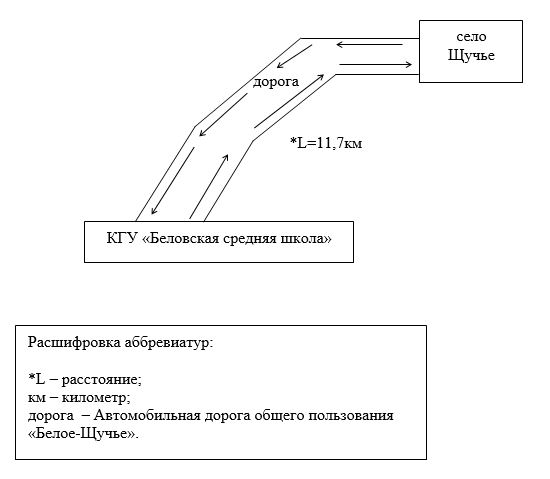 село
Щучье
дорога
*L=11,7км
КГУ «Беловская средняя школа»
Расшифровка аббревиатур:
*L – расстояние;
км – километр;
дорога – Автомобильная дорога общего пользования
«Белое-Щучье».